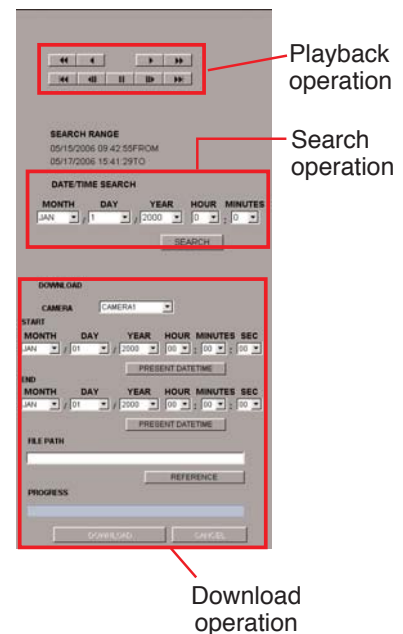 Playback
operation
SEARCH RANGE
05/15/2006 09:42:55FROM
05/17/2006 15:41:29TO
Search
operation
DATE/TIME SEARCH
MONTH DAY YEAR HOUR MINUTES
JAN / 1 / 2000 0 : 0
SEARCH
DOWNLOAD
CAMERA CAMERA1
START
MONTH DAY YEAR HOUR MINUTES SEC
JAN / 01 / 2000 00 : 00 : 00
PRESENT DATETIME
END
MONTH DAY YEAR HOUR MINUTES SEC
JAN / 01 / 2000 00 : 00 : 00
PRESENT DATETIME
FILE PATH
REFERENCE
PROGRESS
DOWNLOAD CANCEL
Download
operation